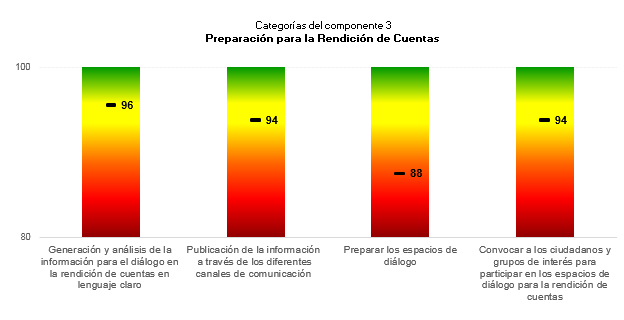 Categorías del componente 3
Preparación para la Rendición de Cuentas
100
96
94
88
94
80
Generación y análisis de la
información para el diálogo en
la rendición de cuentas en
lenguaje claro
Publicación de la información
a través de los diferentes
canales de comunicación
Preparar los espacios de
diálogo
Convocar a los ciudadanos y
grupos de interés para
participar en los espacios de
diálogo para la rendición de
cuentas